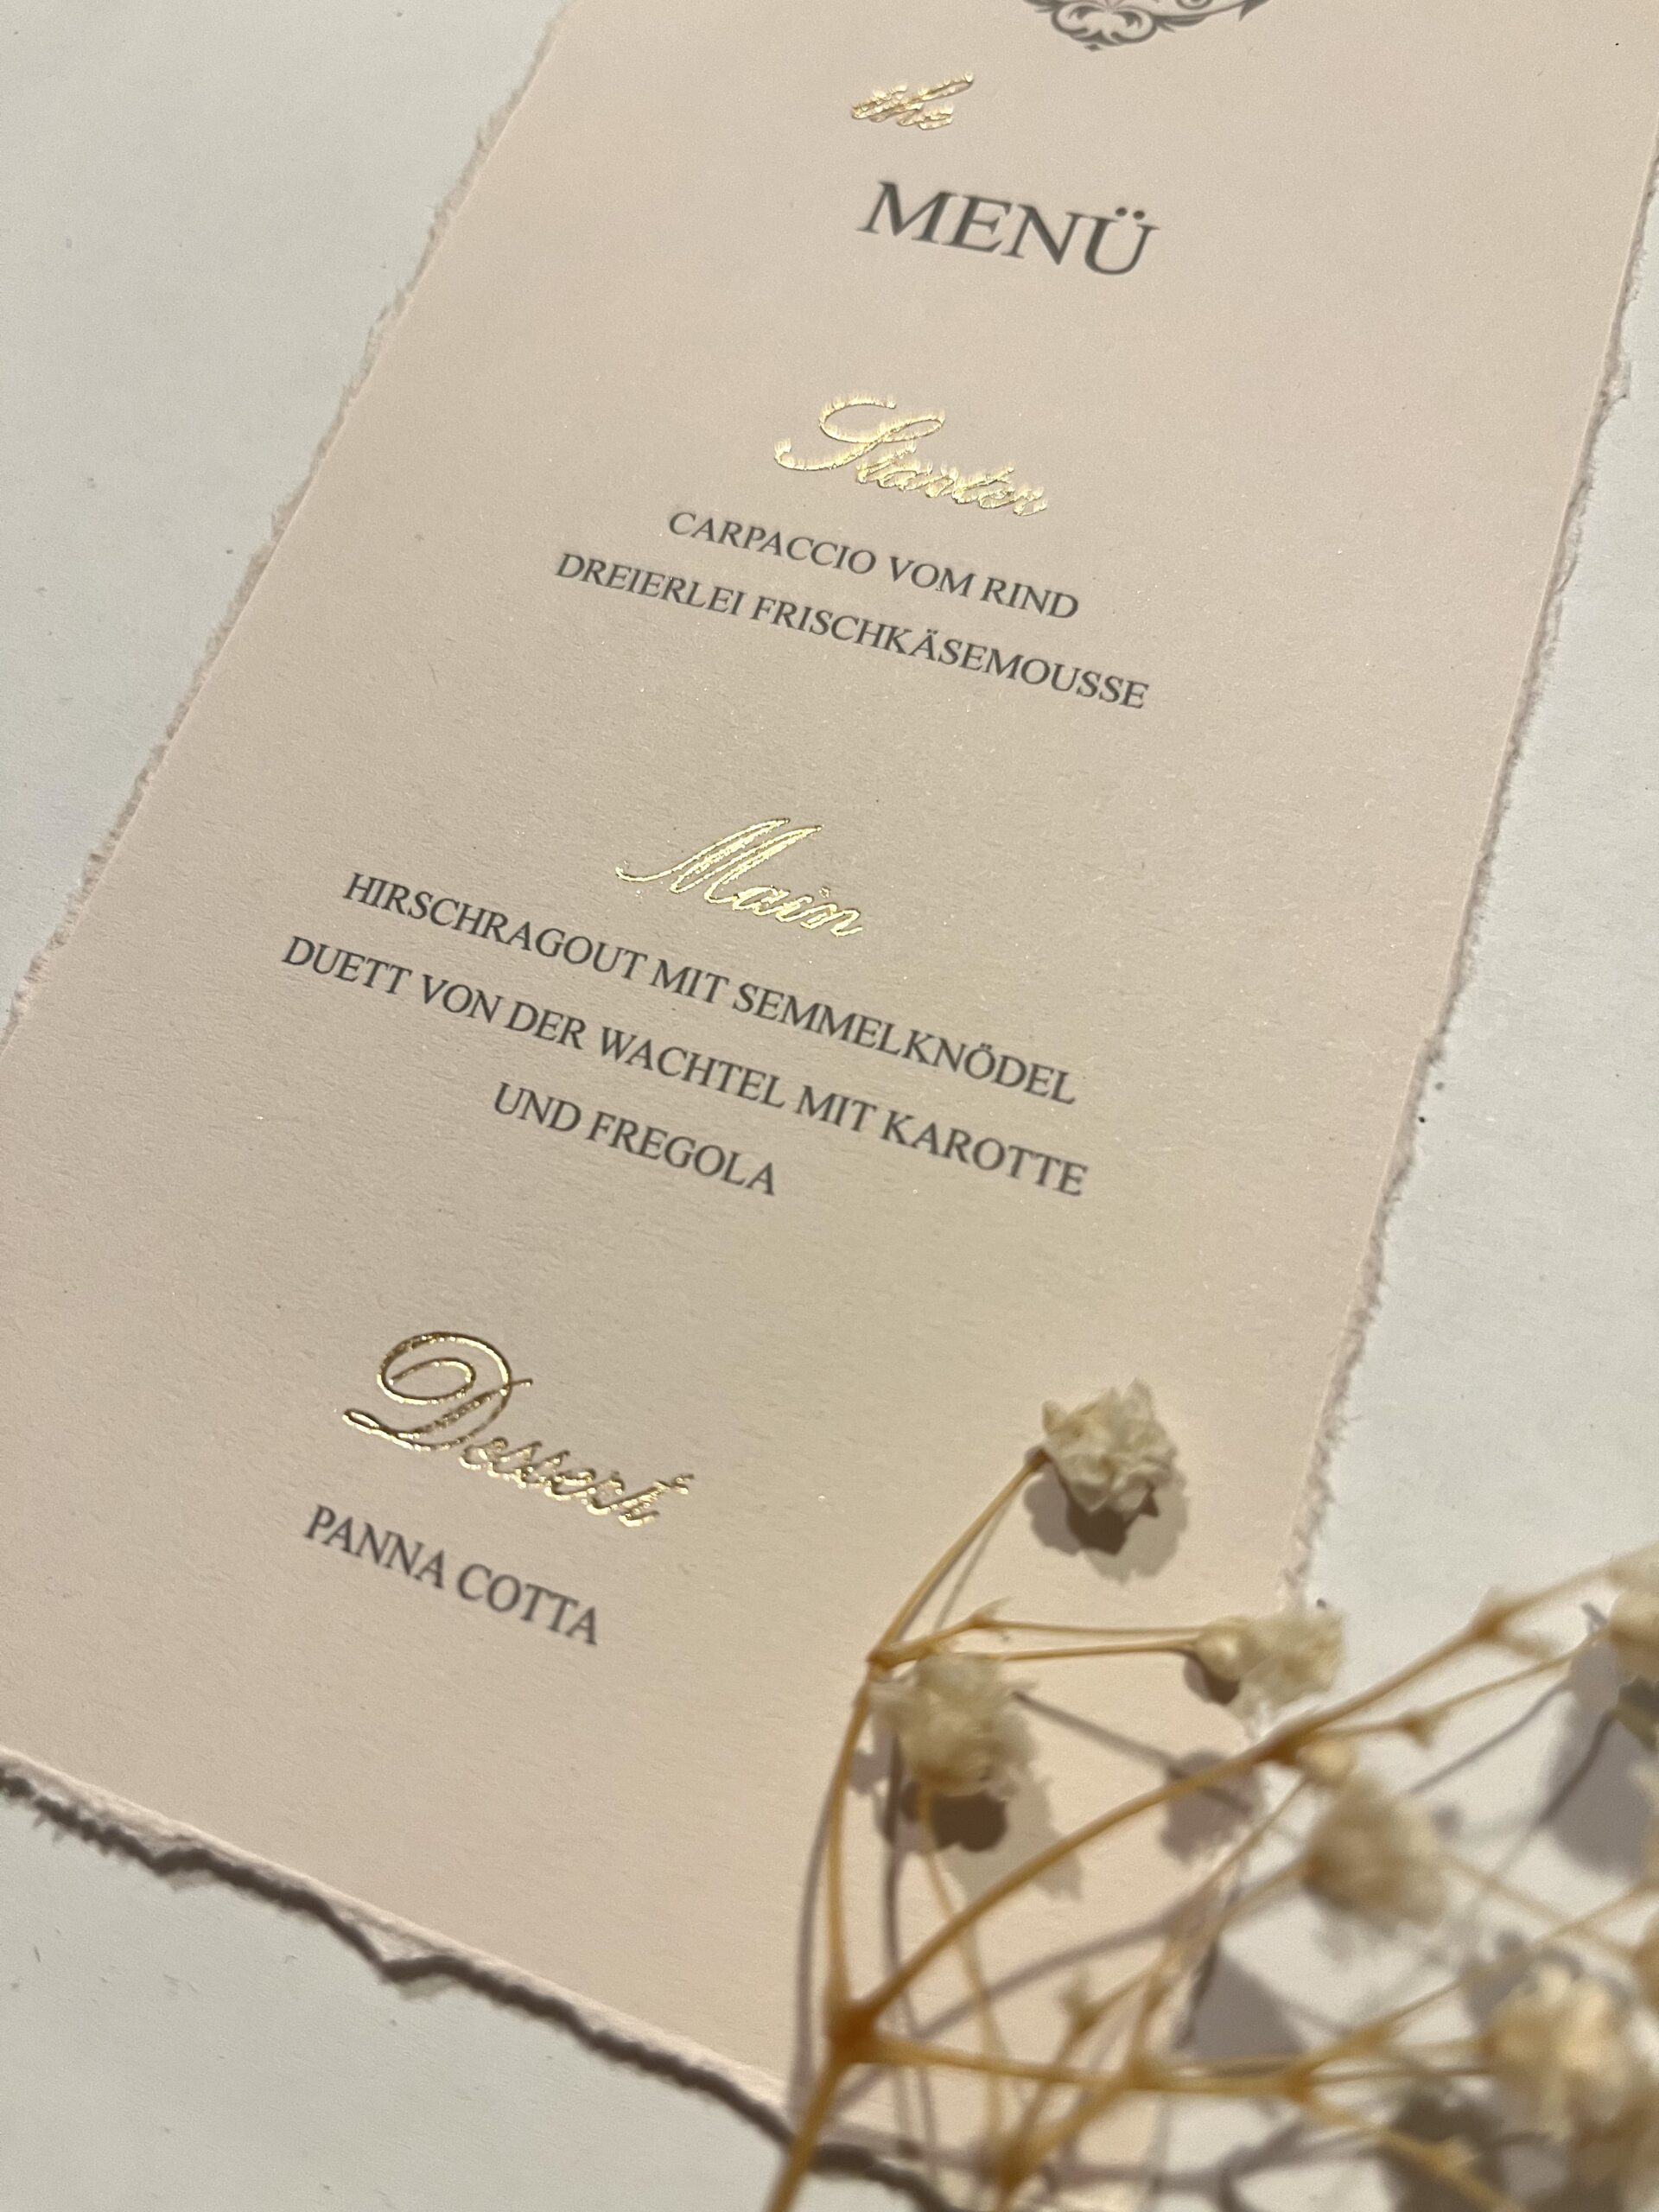 the
MENÜ
Starter
CARPACCIO VOM RIND
DREIERLEI FRISCHKÄSEMOUSSE
Main
HIRSCHRAGOUT MIT SEMMELKNÖDEL
DUETT VON DER WACHTEL MIT KAROTTE
UND FREGOLA
Dessert
PANNA COTTA